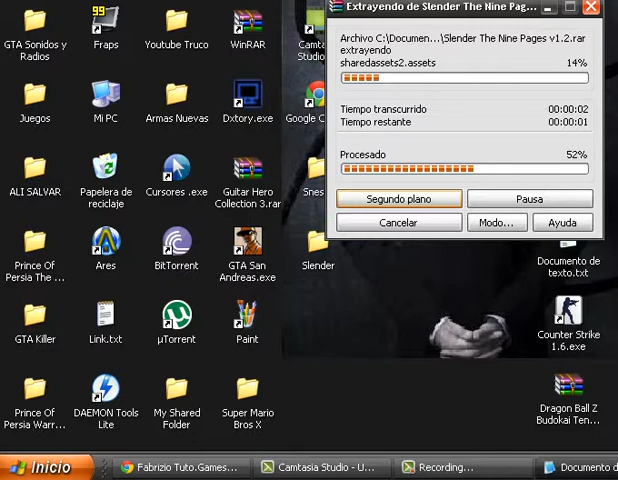 Extrayendo de Slender The Nine Pag...
Archivo C:\Documen...\Slender The Nine Pages v1.2.rar
extrayendo
sharedassets2.assets 14%
Tiempo transcurrido 00:00:02
Tiempo restante 00:00:01
Procesado 52%
Segundo plano Pausa
Cancelar Modo... Ayuda
99
GTA Sonidos y
Radios
Fraps
Youtube Truco
WinRAR
Camtasia
Studio
Juegos
Mi PC
Armas Nuevas
Dxtory.exe
Google C
ALI SALVAR
Papelera de
reciclaje
Cursores .exe
Guitar Hero
Collection 3.rar
Snes
Prince Of
Persia The ...
Ares
BitTorrent
GTA San
Andreas.exe
Slender
Documento de
texto.txt
GTA Killer
Link.txt
µTorrent
Paint
Counter Strike
1.6.exe
Prince Of
Persia Warr...
DAEMON Tools
Lite
My Shared
Folder
Super Mario
Bros X
Dragon Ball Z
Budokai Ten...
Inicio
Fabrizio Tuto.Games...
Camtasia Studio - U...
Recording...
Documento d